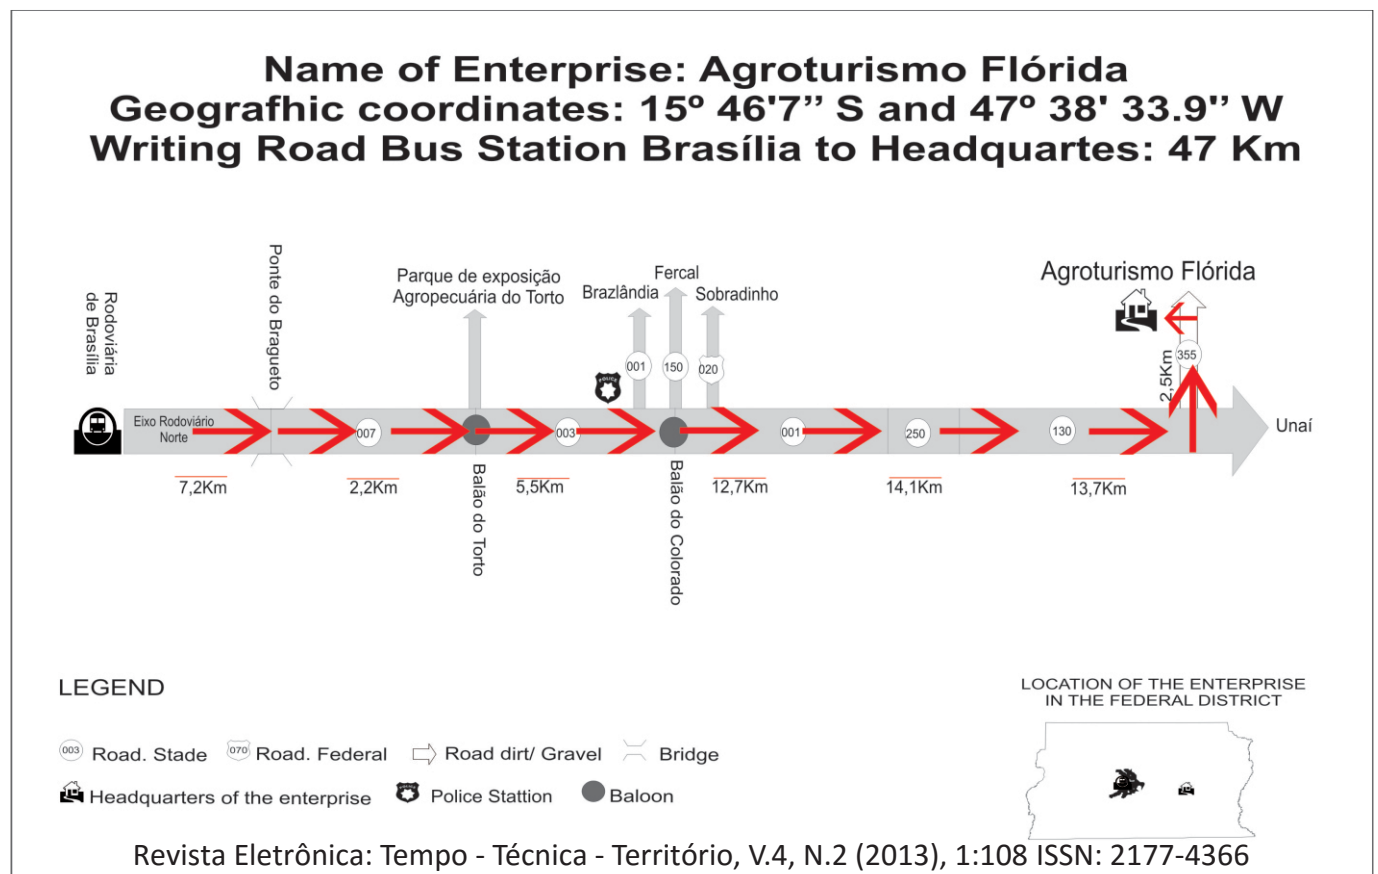 Name of Enterprise: Agroturismo Flórida
Geografhic coordinates: 15º 46'7’’ S and 47º 38' 33.9'' W
Writing Road Bus Station Brasília to Headquartes: 47 Km
Rodoviária
de Brasília
Ponte do Bragueto
Parque de exposição
Agropecuária do Torto
Brazlândia
Fercal
Sobradinho
Agroturismo Flórida
POLICE
001
150
020
355
2,5Km
Eixo Rodoviário
Norte
007
003
001
250
130
Unaí
7,2Km
2,2Km
Balão do Torto
5,5Km
Balão do Colorado
12,7Km
14,1Km
13,7Km
LEGEND
003 Road. Stade
070 Road. Federal
Road dirt/ Gravel
Bridge
Headquarters of the enterprise
Police Stattion
Baloon
LOCATION OF THE ENTERPRISE
IN THE FEDERAL DISTRICT
Revista Eletrônica: Tempo - Técnica - Território, V.4, N.2 (2013), 1:108 ISSN: 2177-4366